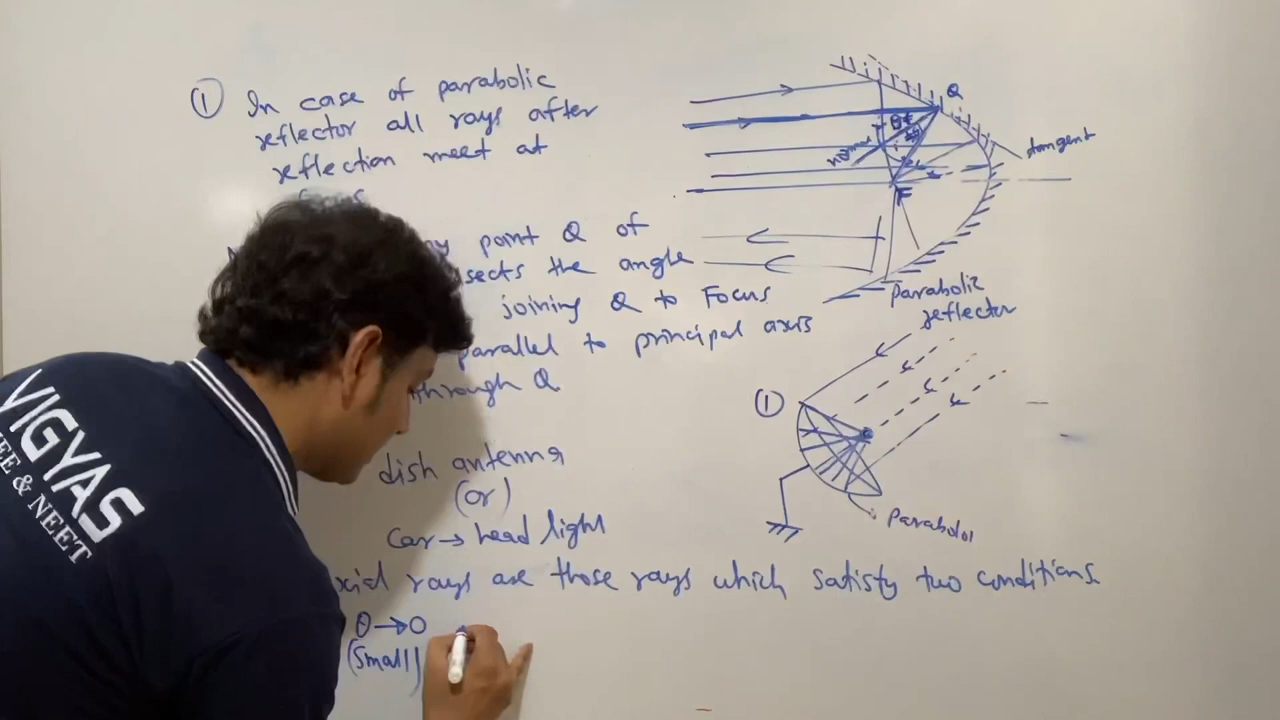 ① In case of parabolic
reflector all rays after
reflection meet at
point Q of
sects the angle
joining Q to Focus
parallel to principal axis
through Q
dish antenna
(or)
Car → head light
xial rays are those rays which satisfy two conditions.
θ → 0
(small)
Q
θ
normal
tangent
F
parabolic
reflector
①
Parabdol
VIGYAS
EE & NEET